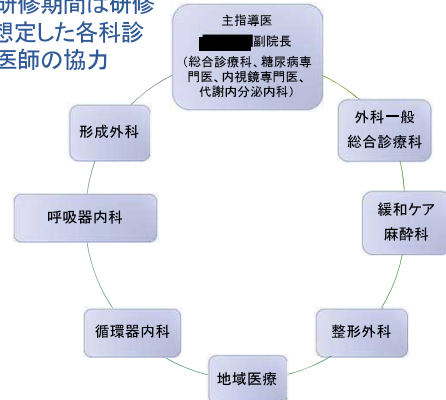 研修期間は研修
想定した各科診
医師の協力
主指導医
副院長
(総合診療科、糖尿病専
門医、内視鏡専門医、
代謝内分泌内科)
外科一般
総合診療科
緩和ケア
麻酔科
整形外科
地域医療
循環器内科
呼吸器内科
形成外科